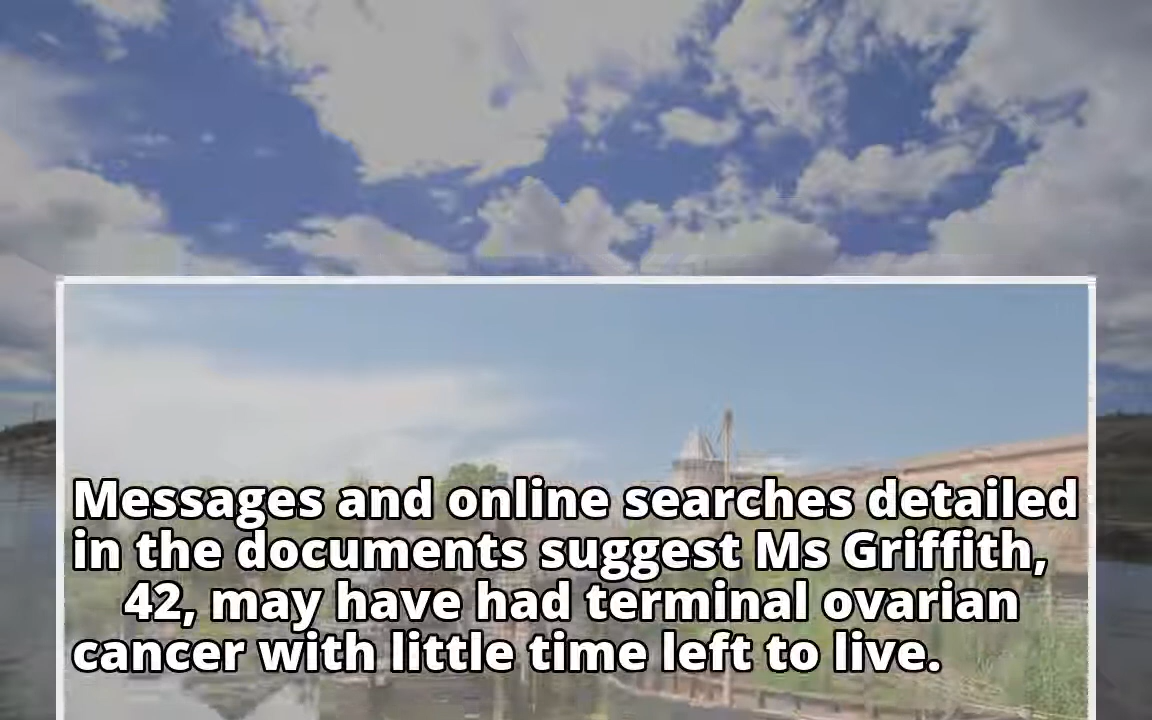 Messages and online searches detailed
in the documents suggest Ms Griffith,
42, may have had terminal ovarian
cancer with little time left to live.